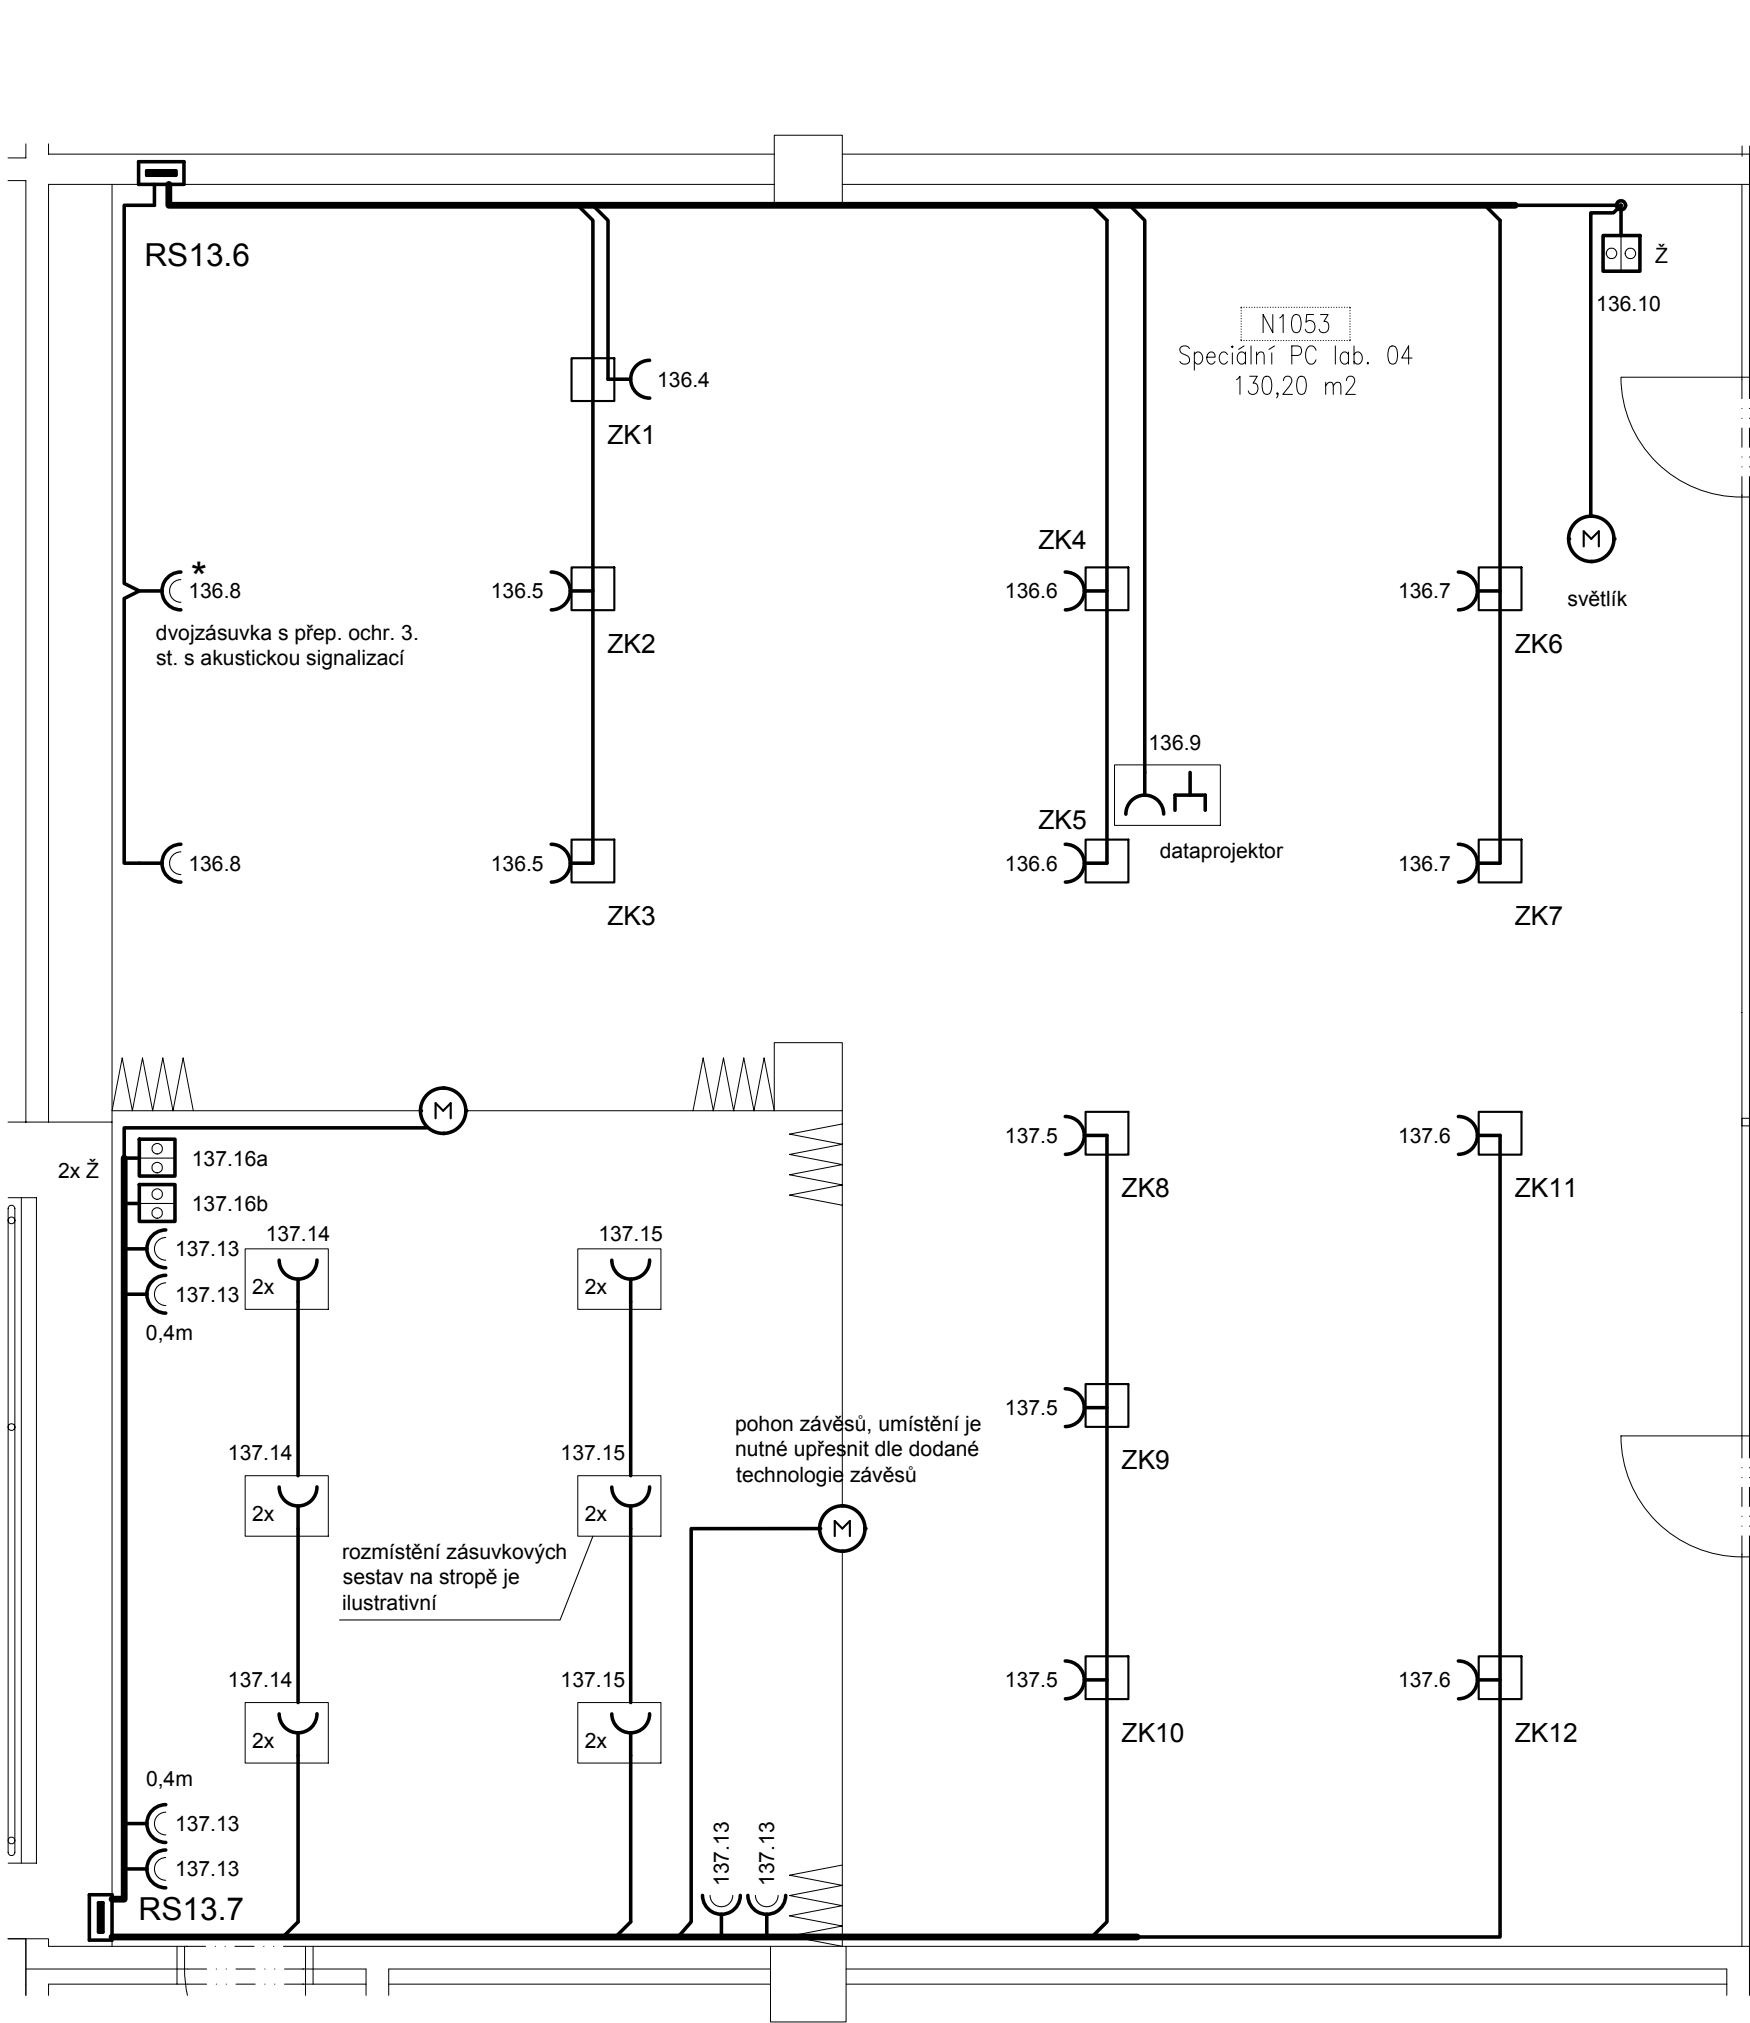 RS13.6
Ž
136.10
N1053
Speciální PC lab. 04
130,20 m2
136.4
ZK1
ZK4
M
*
136.8
136.5
136.6
136.7
světlík
dvojzásuvka s přep. ochr. 3.
st. s akustickou signalizací
ZK2
ZK6
136.9
ZK5
dataprojektor
136.8
136.5
136.6
136.7
ZK3
ZK7
M
137.5
137.6
2x Ž
137.16a
ZK8
ZK11
137.16b
137.14
137.15
137.13
137.13
2x
2x
0,4m
137.5
pohon závěsů, umístění je
nutné upřesnit dle dodané
technologie závěsů
137.14
137.15
ZK9
2x
2x
M
rozmístění zásuvkových
sestav na stropě je
ilustrativní
137.14
137.15
137.5
137.6
2x
2x
ZK10
ZK12
0,4m
137.13
137.13
137.13
137.13
RS13.7